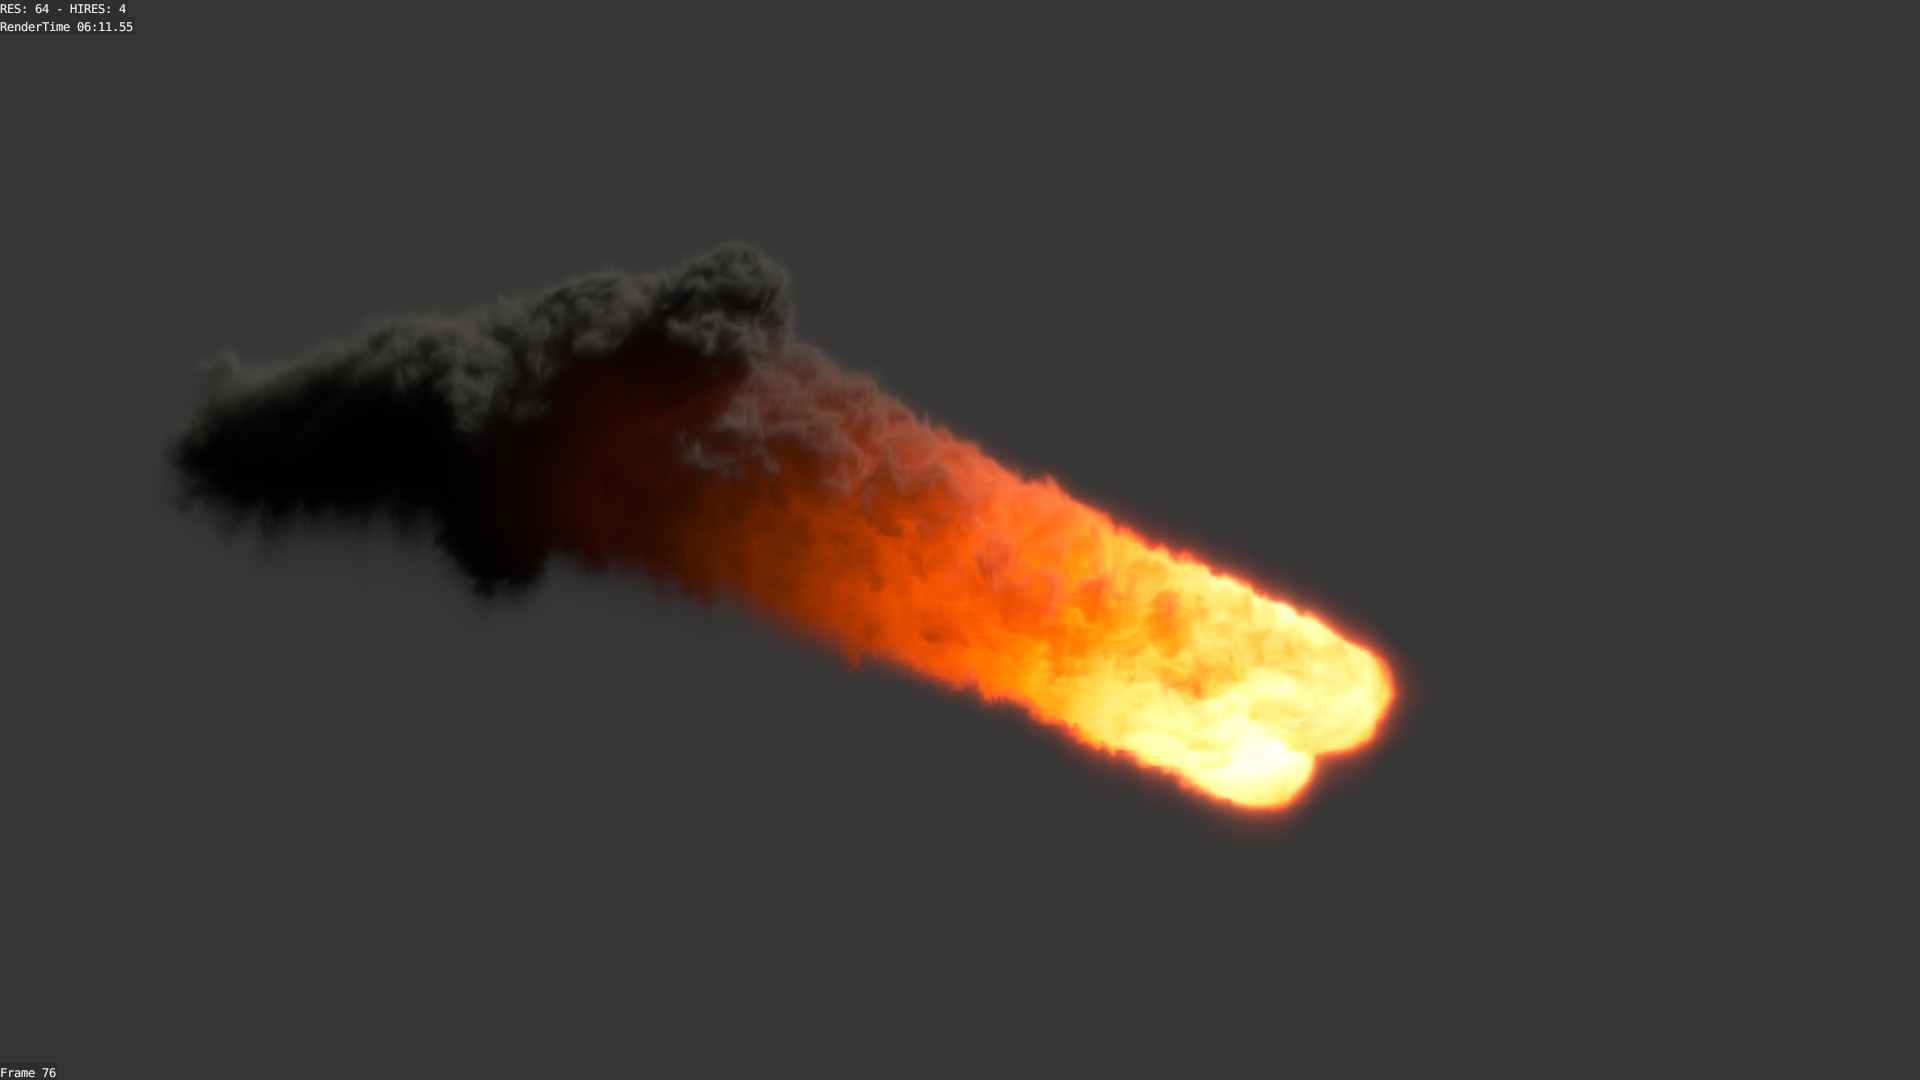 RES: 64 - HIRES: 4
RenderTime 06:11.55
Frame 76